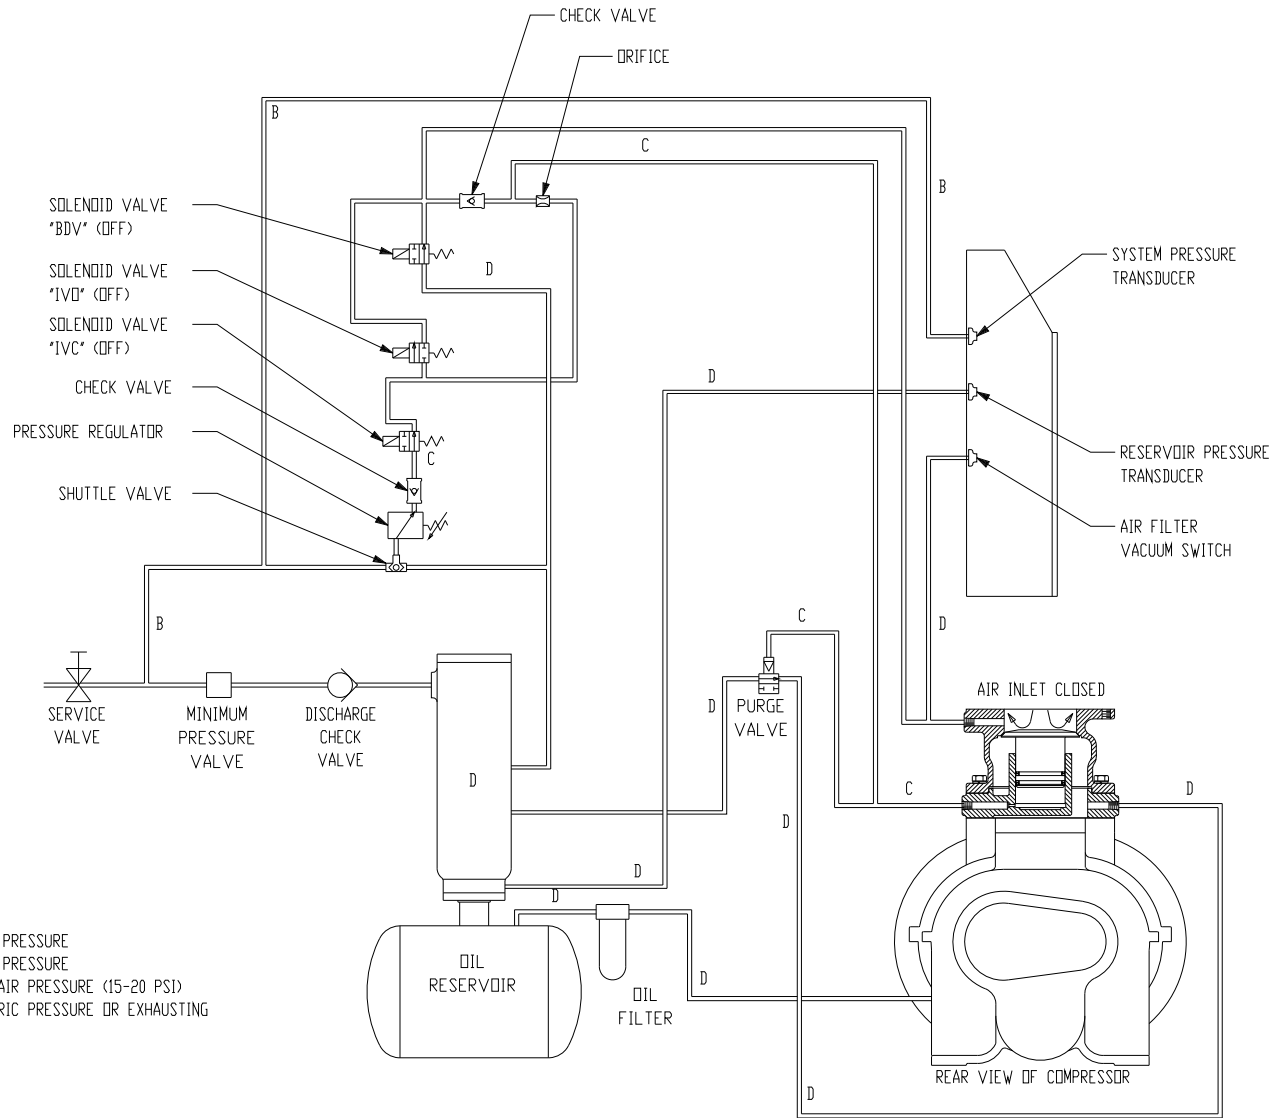 CHECK VALVE
ORIFICE
B
C
B
SOLENOID VALVE
"BDV" (OFF)
SOLENOID VALVE
"IVO" (OFF)
SOLENOID VALVE
"IVC" (OFF)
CHECK VALVE
PRESSURE REGULATOR
SHUTTLE VALVE
D
C
D
SYSTEM PRESSURE
TRANSDUCER
RESERVOIR PRESSURE
TRANSDUCER
AIR FILTER
VACUUM SWITCH
B
C
D
SERVICE
VALVE
MINIMUM
PRESSURE
VALVE
DISCHARGE
CHECK
VALVE
D
PURGE
VALVE
AIR INLET CLOSED
D
C
D
D
D
D
OIL
RESERVOIR
D
OIL
FILTER
PRESSURE
PRESSURE
AIR PRESSURE (15-20 PSI)
RIC PRESSURE OR EXHAUSTING
REAR VIEW OF COMPRESSOR
D